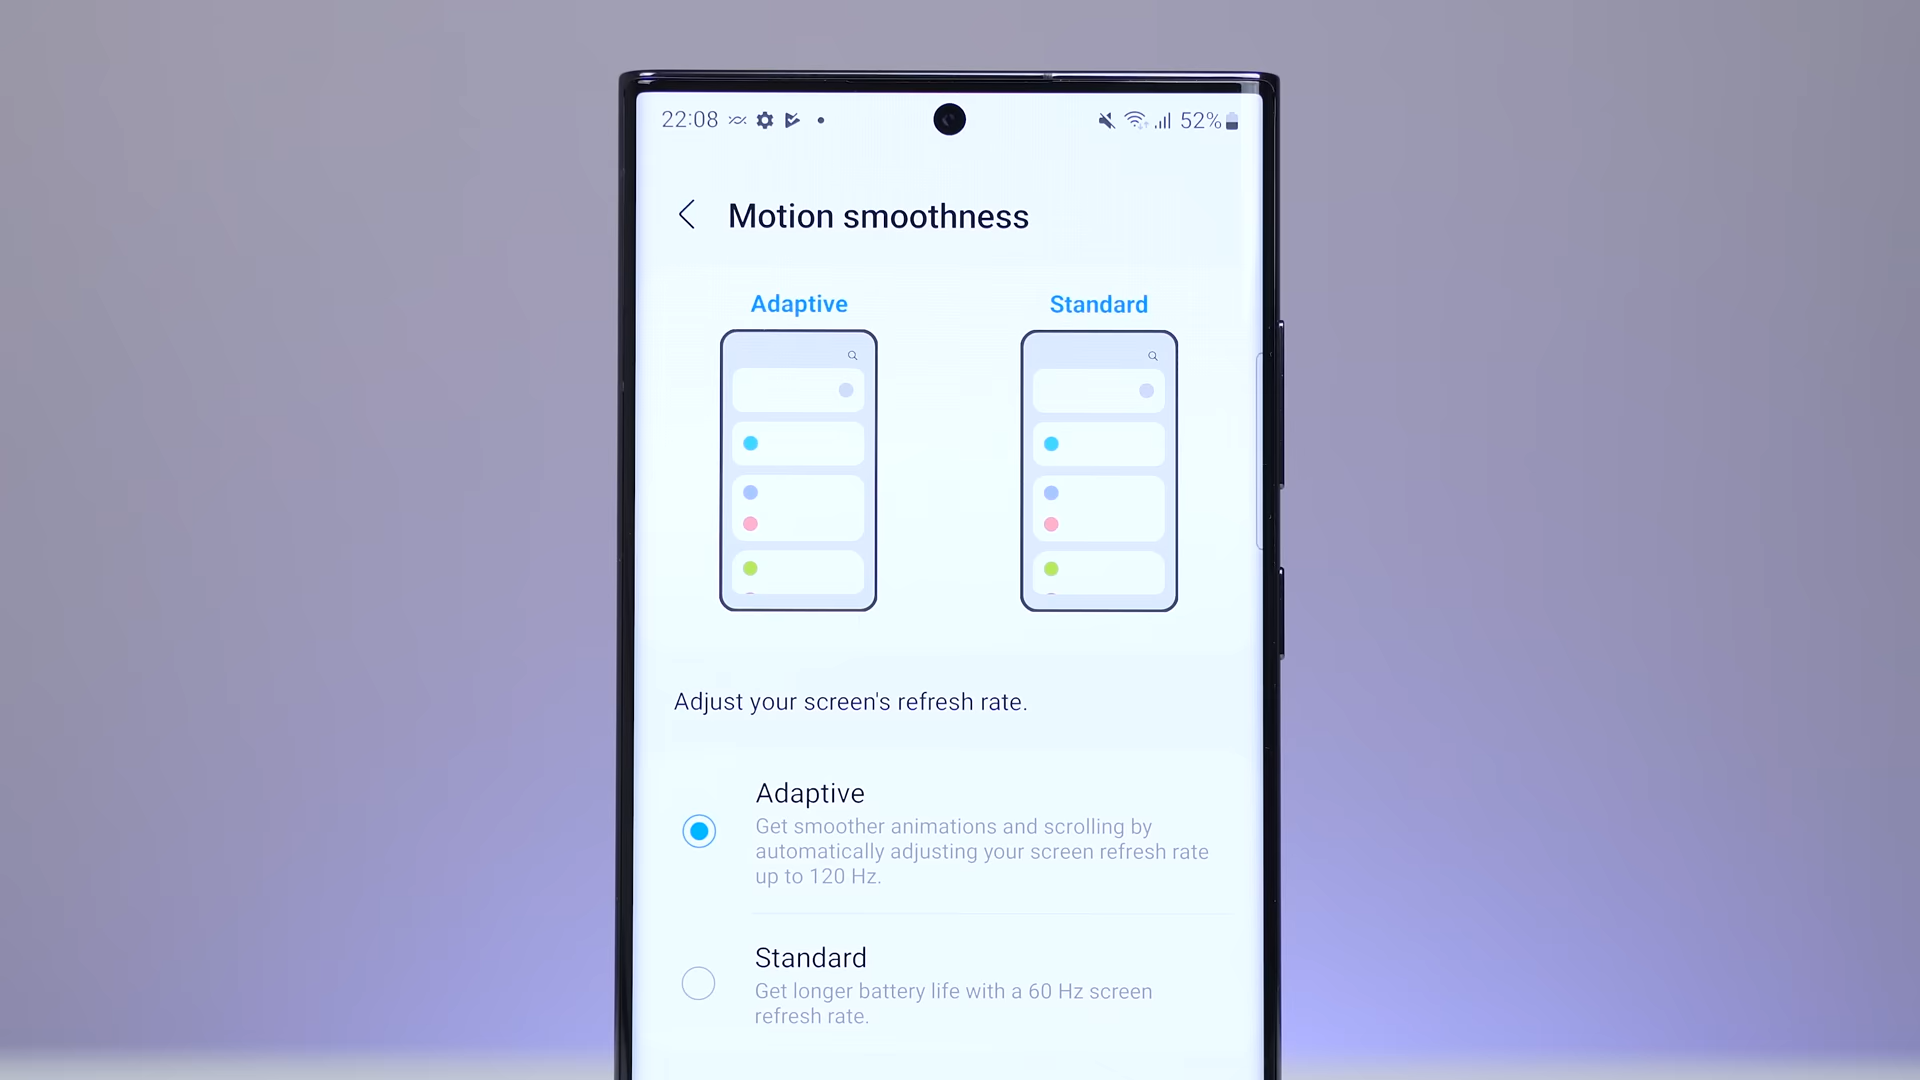 22:08 52%
Motion smoothness
Adaptive Standard
Adjust your screen's refresh rate.
Adaptive
Get smoother animations and scrolling by
automatically adjusting your screen refresh rate
up to 120 Hz.
Standard
Get longer battery life with a 60 Hz screen
refresh rate.